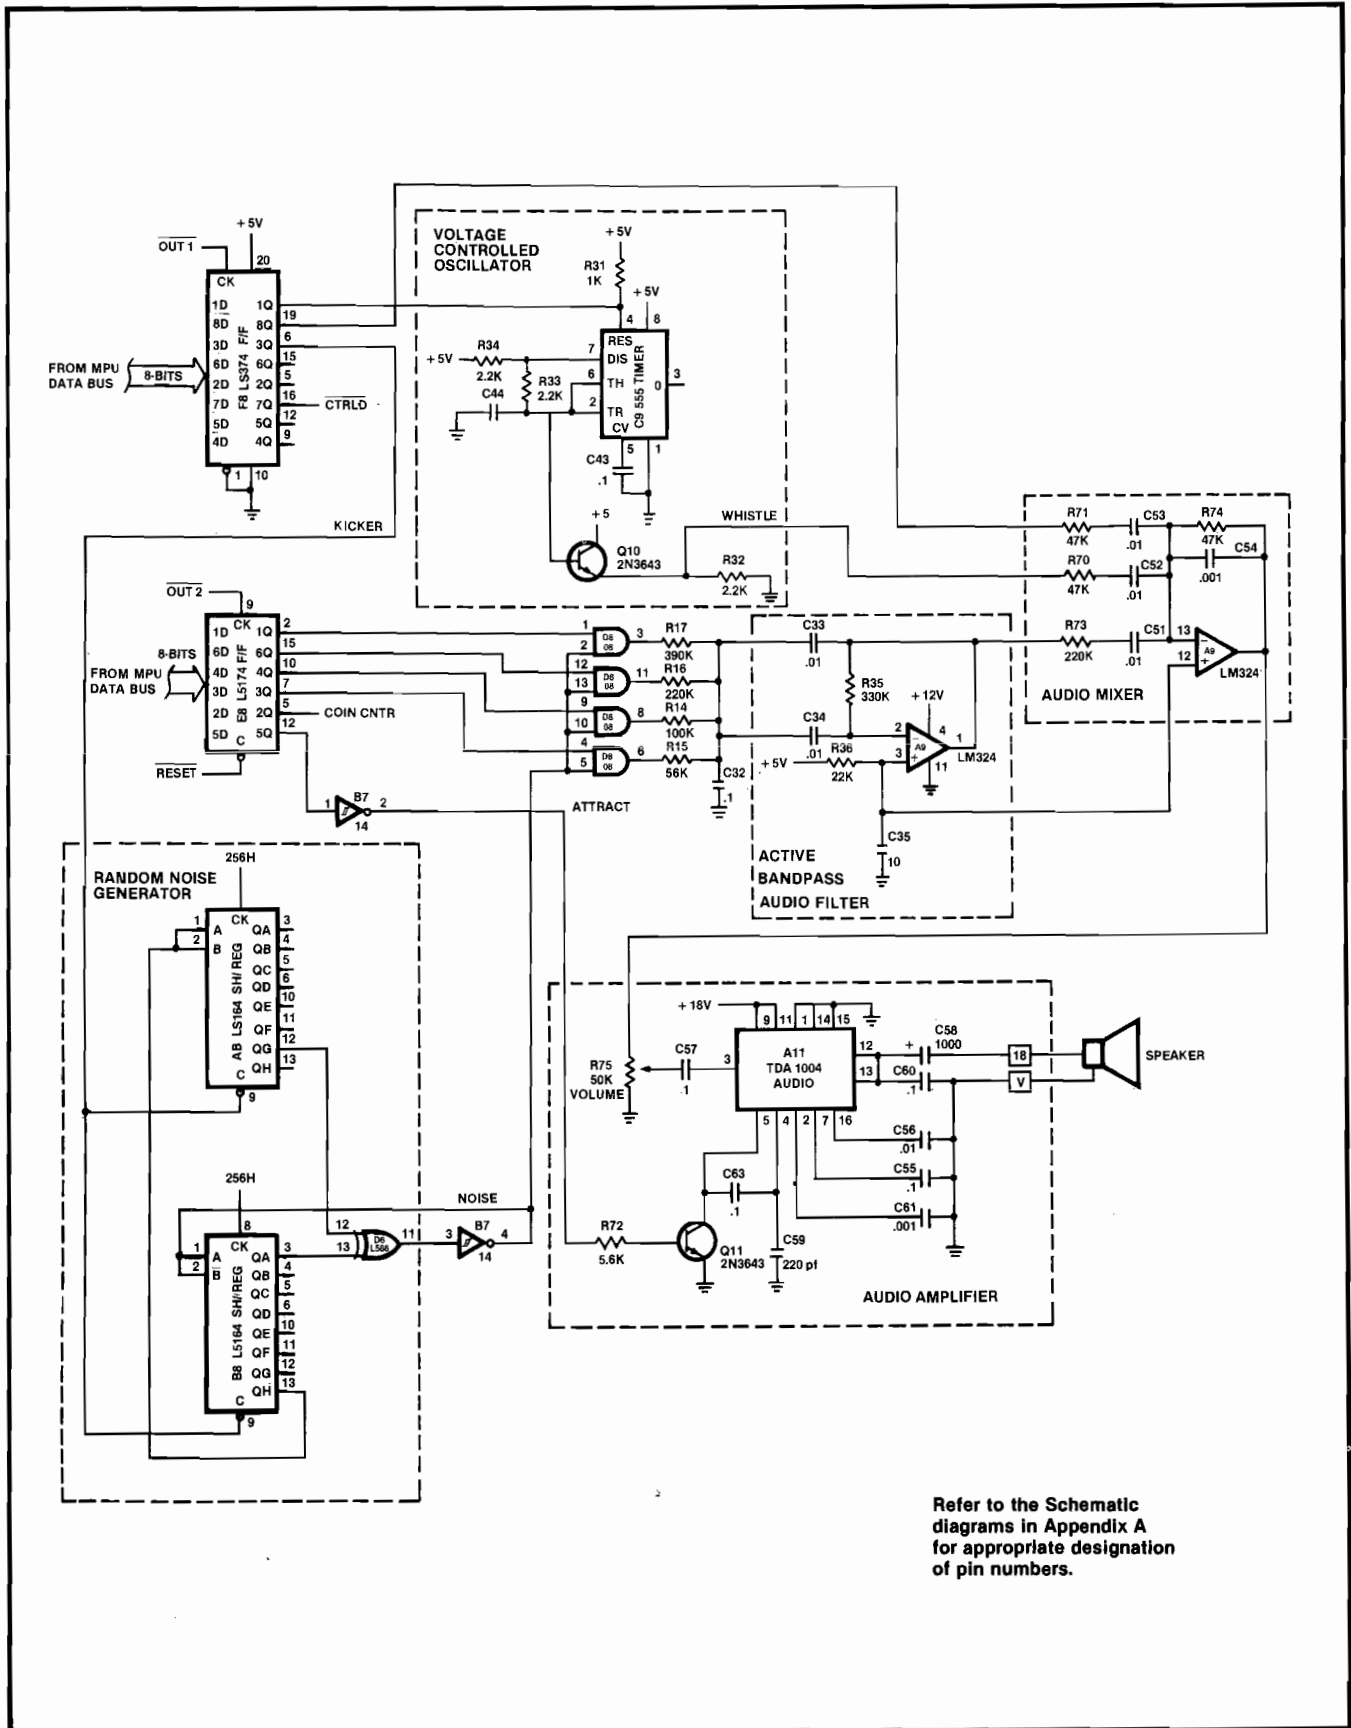 OUT 1
+5V
20
CK
1D 1Q
8D 8Q 19
3D 3Q 6
6D 6Q 15
2D 2Q 5
7D 7Q 16
5D 5Q 12
4D 4Q 9
F8 LS374 F/F
FROM MPU
DATA BUS
8-BITS
CTRLD
1 10
KICKER
VOLTAGE
CONTROLLED
OSCILLATOR
+5V
R31
1K
+5V
4 8
RES
7 DIS
6 TH
2 TR
CV
0 3
C9 555 TIMER
5 1
+5V
R34
2.2K
R33
2.2K
C44
C43
.1
+5
Q10
2N3643
WHISTLE
R32
2.2K
R71
47K
C53
.01
R74
47K
R70
47K
C52
.01
C54
.001
R73
220K
C51
.01
13
12
A9
LM324
AUDIO MIXER
OUT 2
9
CK
1D 1Q 2
6D 6Q 15
4D 4Q 10
3D 3Q 7
2D 2Q 5
5D 5Q 12
C
E8 L5174 F/F
8-BITS
FROM MPU
DATA BUS
COIN CNTR
RESET
1 B7 2
14
ATTRACT
1
2
D8
08
3
R17
390K
12
13
D8
08
11
R16
220K
9
10
D8
08
8
R14
100K
4
5
D8
08
6
R15
56K
C32
.1
C33
.01
R35
330K
+12V
C34
.01
2
3
4
1
A9
11
LM324
+5V
R36
22K
C35
10
ACTIVE
BANDPASS
AUDIO FILTER
RANDOM NOISE
GENERATOR
256H
CK
1 A QA 3
2 B QB 4
QC 5
QD 6
QE 10
QF 11
QG 12
QH 13
C
9
AB LS164 SH/REG
256H
8
CK
1 A QA 3
2 B QB 4
QC 5
QD 6
QE 10
QF 11
QG 12
QH 13
C
9
B8 L5164 SH/REG
12
13
D6
LS86
11
3 B7 4
14
NOISE
+18V
9 11 1 14 15
A11
TDA 1004
AUDIO
3
12
13
5 4 2 7 16
R75
50K
VOLUME
C57
.1
+
C58
1000
C60
.1
18
V
SPEAKER
C56
.01
C55
.1
C61
.001
C63
.1
C59
220 pf
R72
5.6K
Q11
2N3643
AUDIO AMPLIFIER
Refer to the Schematic
diagrams in Appendix A
for appropriate designation
of pin numbers.